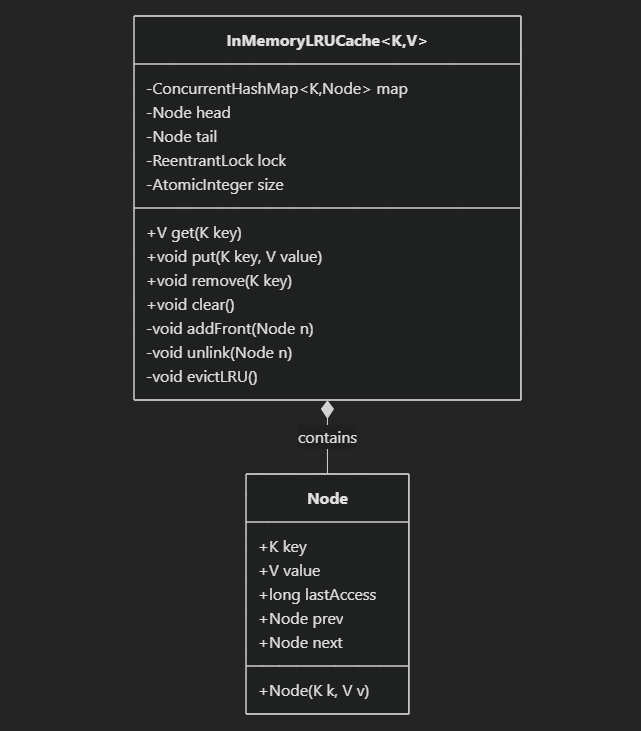 InMemoryLRUCache<K,V>
-ConcurrentHashMap<K,Node> map
-Node head
-Node tail
-ReentrantLock lock
-AtomicInteger size
+V get(K key)
+void put(K key, V value)
+void remove(K key)
+void clear()
-void addFront(Node n)
-void unlink(Node n)
-void evictLRU()
contains
Node
+K key
+V value
+long lastAccess
+Node prev
+Node next
+Node(K k, V v)